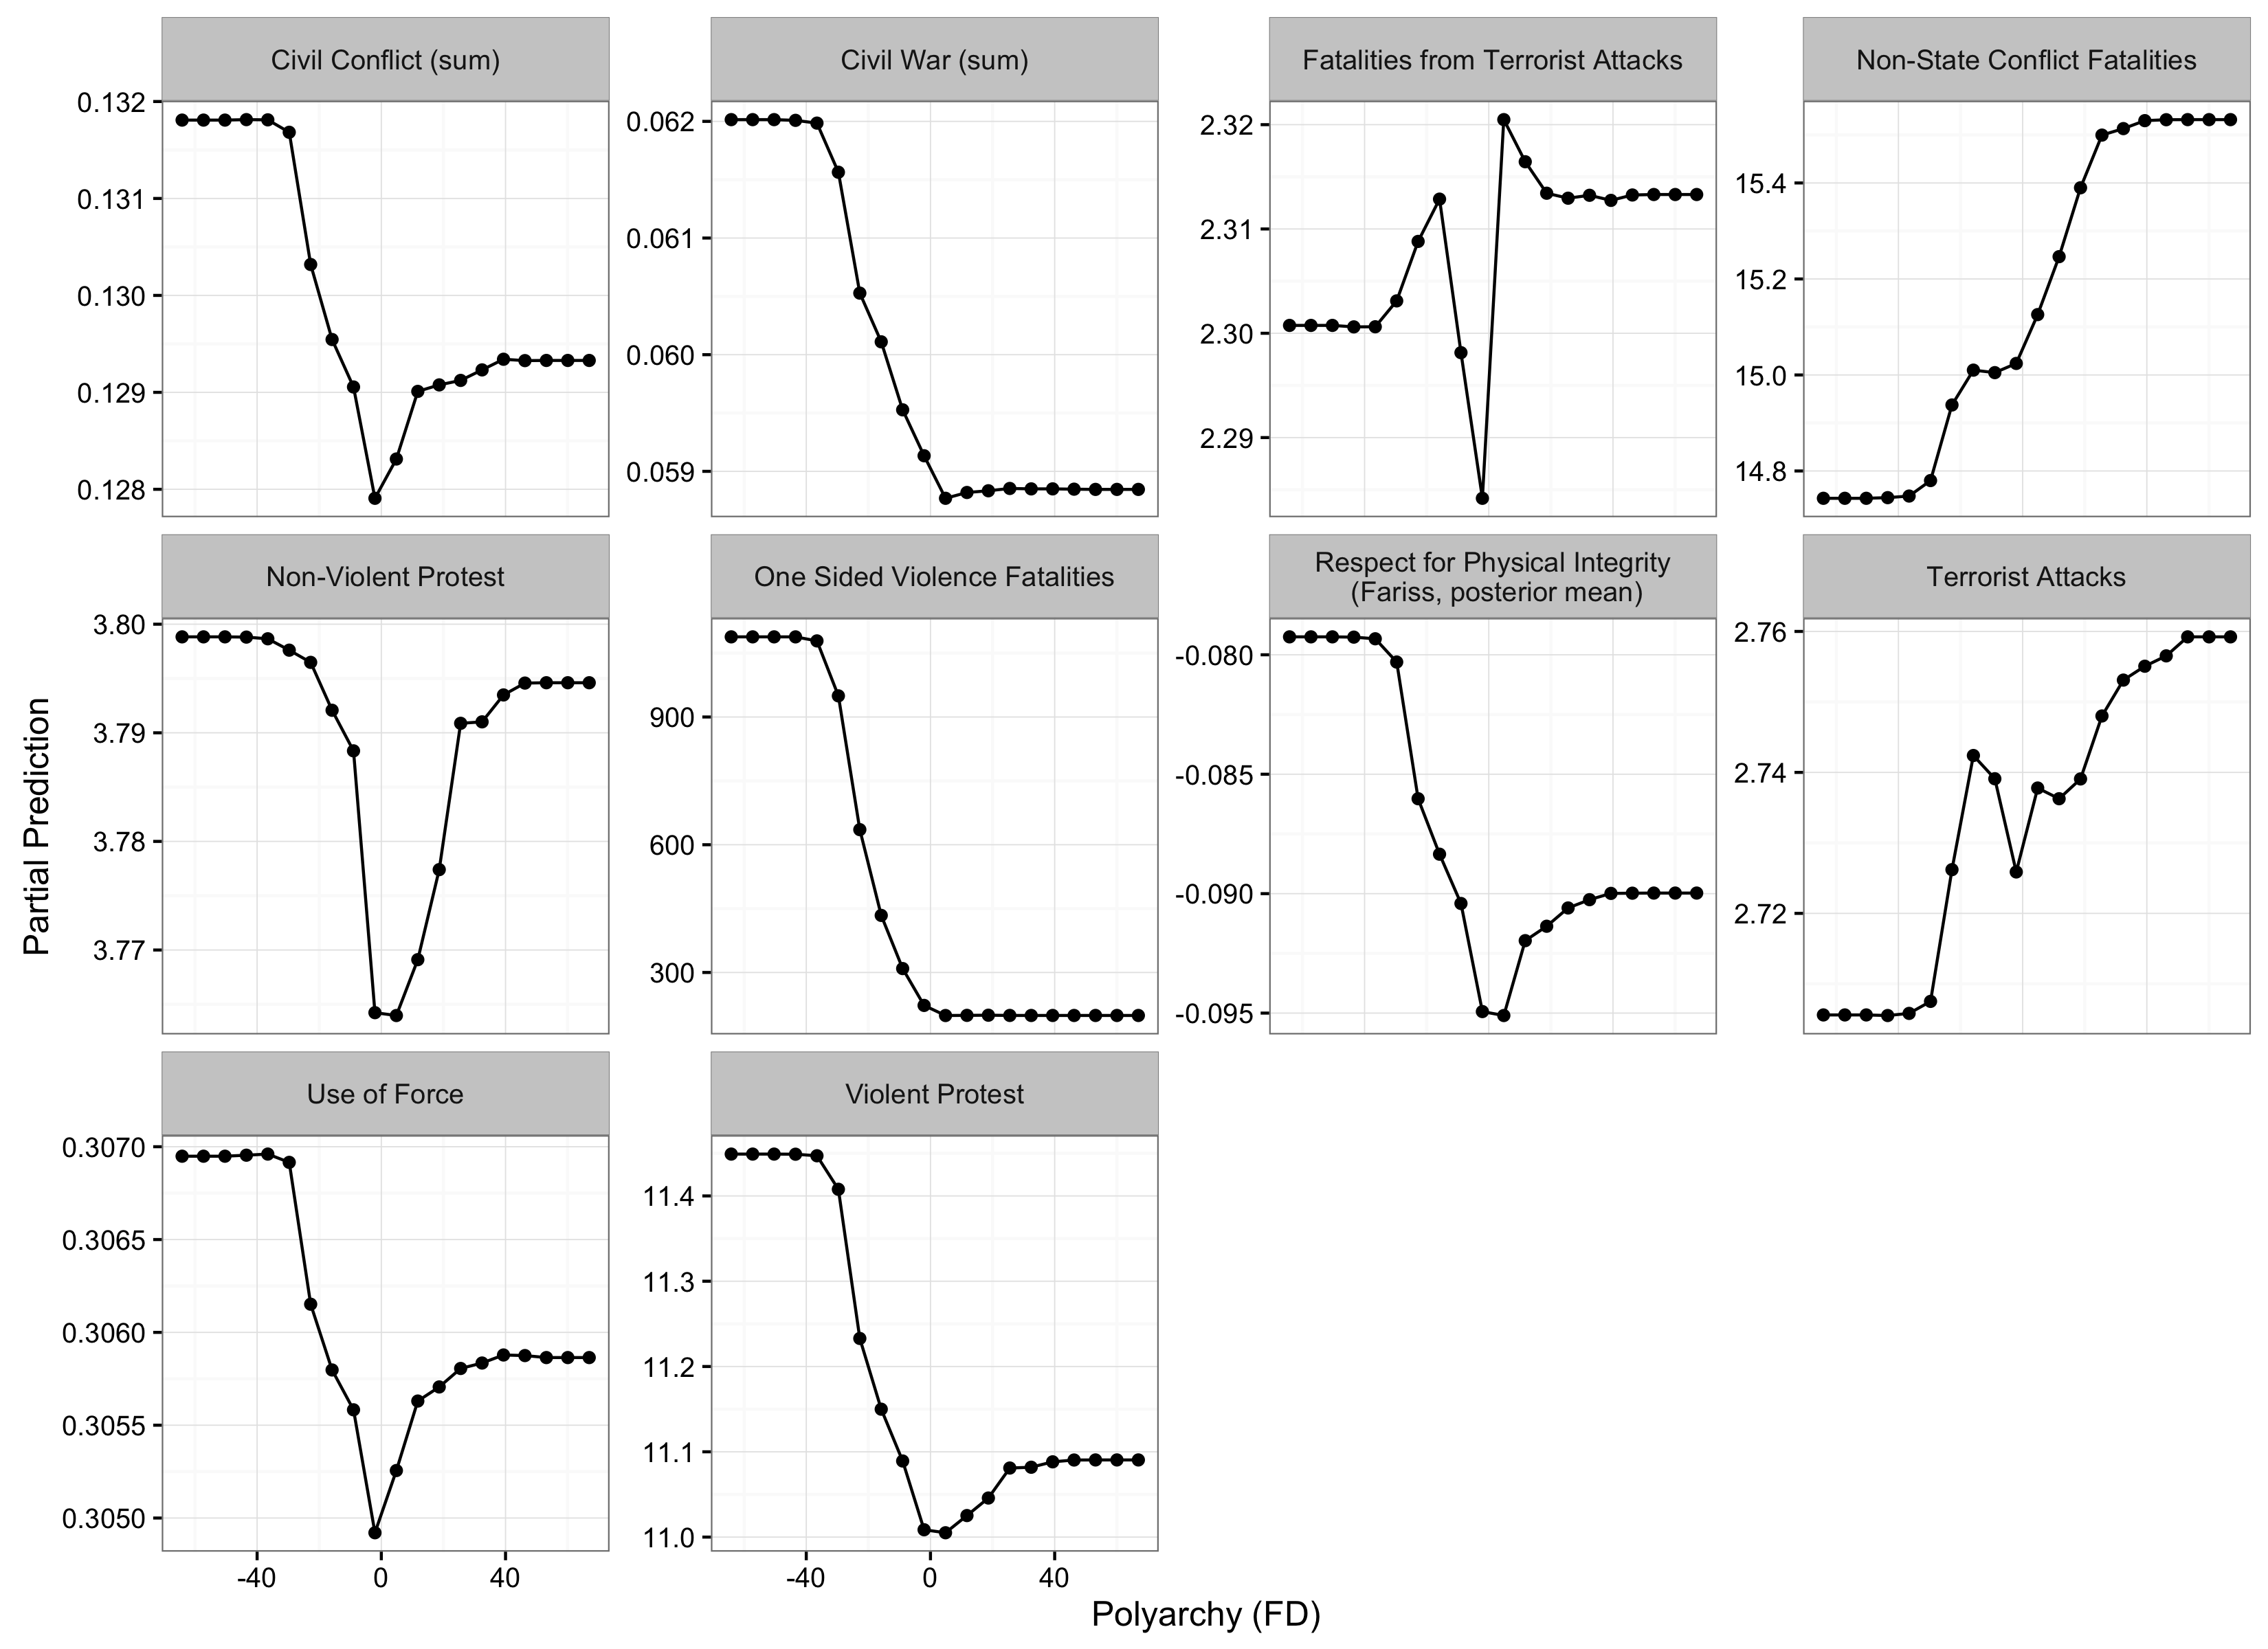 Civil Conflict (sum)
Civil War (sum)
Fatalities from Terrorist Attacks
Non-State Conflict Fatalities
0.132
0.131
0.130
0.129
0.128
0.062
0.061
0.060
0.059
2.32
2.31
2.30
2.29
15.4
15.2
15.0
14.8
Non-Violent Protest
One Sided Violence Fatalities
Respect for Physical Integrity
(Fariss, posterior mean)
Terrorist Attacks
3.80
3.79
3.78
3.77
900
600
300
-0.080
-0.085
-0.090
-0.095
2.76
2.74
2.72
Partial Prediction
Use of Force
Violent Protest
0.3070
0.3065
0.3060
0.3055
0.3050
11.4
11.3
11.2
11.1
11.0
-40 0 40
-40 0 40
Polyarchy (FD)